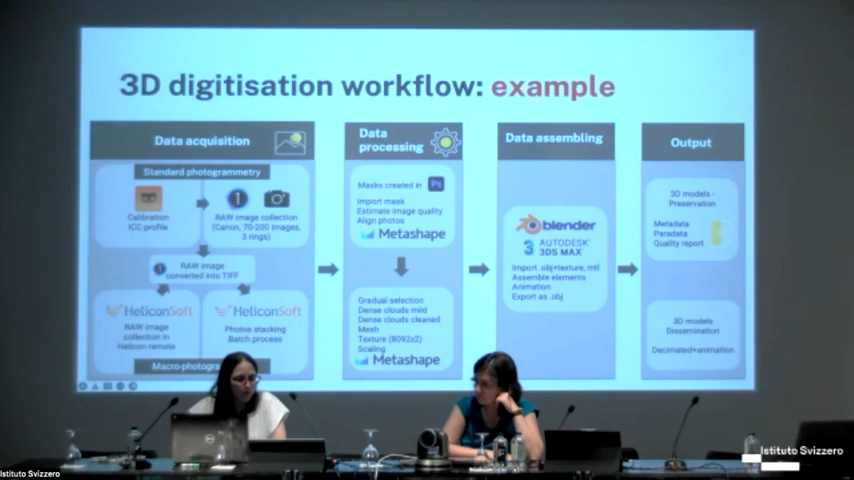 3D digitisation workflow: example
Data acquisition
Standard photogrammetry
Calibration
ICC profile
RAW image collection
(Canon, 70-200 images,
3 rings)
RAW image
converted into TIFF
HeliconSoft
RAW image
collection in
Helicon remote
HeliconSoft
Photos stacking
Batch process
Data
processing
Masks created in Ps
Import mask
Estimate image quality
Align photos
Metashape
Gradual selection
Dense clouds mild
Dense clouds cleaned
Mesh
Texture (8092x2)
Scaling
Metashape
Data assembling
blender
3 AUTODESK
3DS MAX
Import .obj+texture, mtl
Assemble elements
Animation
Export as .obj
Output
3D models -
Preservation
Metadata
Paradata
Quality report
3D models
Dissemination
Decimated+animation
DELL
Istituto Svizzero
Istituto Svizzero